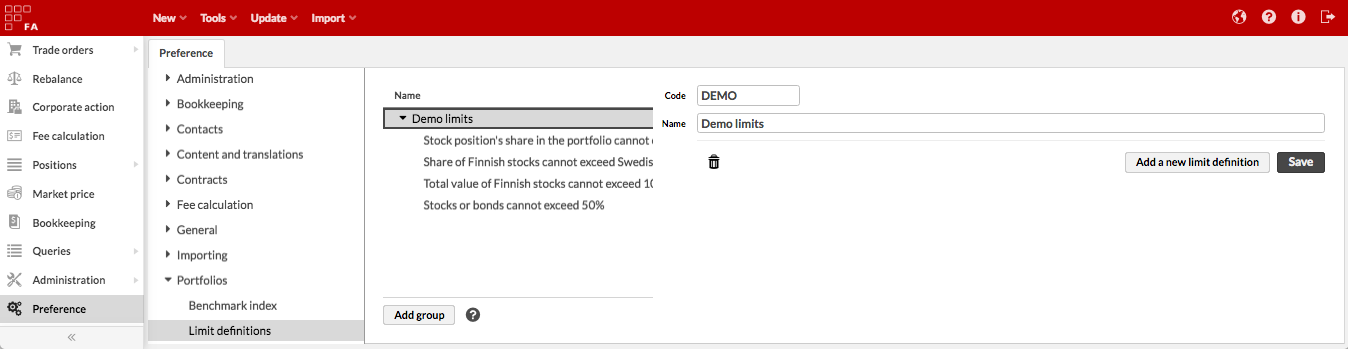 FA
New
Tools
Update
Import
Trade orders
Rebalance
Corporate action
Fee calculation
Positions
Market price
Bookkeeping
Queries
Administration
Preference
Preference
Administration
Bookkeeping
Contacts
Content and translations
Contracts
Fee calculation
General
Importing
Portfolios
Benchmark index
Limit definitions
Name
Demo limits
Stock position's share in the portfolio cannot
Share of Finnish stocks cannot exceed Swedis
Total value of Finnish stocks cannot exceed 10
Stocks or bonds cannot exceed 50%
Add group
Code
DEMO
Name
Demo limits
Add a new limit definition
Save